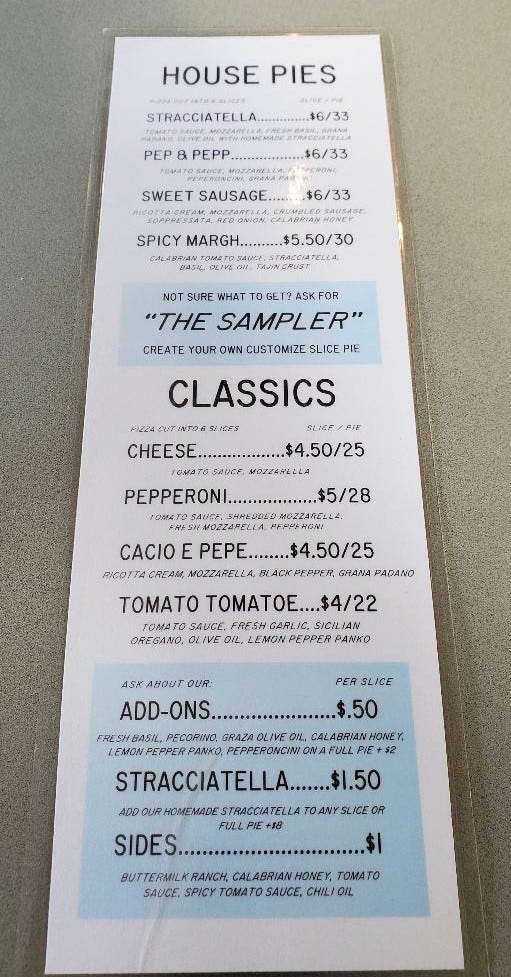 HOUSE PIES
PIZZA CUT INTO 6 SLICES SLICE / PIE
STRACCIATELLA.............$6/33
TOMATO SAUCE, MOZZARELLA, FRESH BASIL, GRANA
PADANO, OLIVE OIL WITH HOMEMADE STRACCIATELLA
PEP & PEPP..................$6/33
TOMATO SAUCE, MOZZARELLA, PEPPERONI,
PEPERONCINI, GRANA PADANO
SWEET SAUSAGE.........$6/33
RICOTTA CREAM, MOZZARELLA, CRUMBLED SAUSAGE,
SOPPRESSATA, RED ONION, CALABRIAN HONEY
SPICY MARGH..........$5.50/30
CALABRIAN TOMATO SAUCE, STRACCIATELLA,
BASIL, OLIVE OIL, TAJIN CRUST
NOT SURE WHAT TO GET? ASK FOR
"THE SAMPLER"
CREATE YOUR OWN CUSTOMIZE SLICE PIE
CLASSICS
PIZZA CUT INTO 6 SLICES SLICE / PIE
CHEESE..................$4.50/25
TOMATO SAUCE, MOZZARELLA
PEPPERONI..................$5/28
TOMATO SAUCE, SHREDDED MOZZARELLA,
FRESH MOZZARELLA, PEPPERONI
CACIO E PEPE........$4.50/25
RICOTTA CREAM, MOZZARELLA, BLACK PEPPER, GRANA PADANO
TOMATO TOMATOE....$4/22
TOMATO SAUCE, FRESH GARLIC, SICILIAN
OREGANO, OLIVE OIL, LEMON PEPPER PANKO
ASK ABOUT OUR: PER SLICE
ADD-ONS.......................$.50
FRESH BASIL, PECORINO, GRAZA OLIVE OIL, CALABRIAN HONEY,
LEMON PEPPER PANKO, PEPPERONCINI ON A FULL PIE + $2
STRACCIATELLA.......$1.50
ADD OUR HOMEMADE STRACCIATELLA TO ANY SLICE OR
FULL PIE +$8
SIDES.................................$1
BUTTERMILK RANCH, CALABRIAN HONEY, TOMATO
SAUCE, SPICY TOMATO SAUCE, CHILI OIL